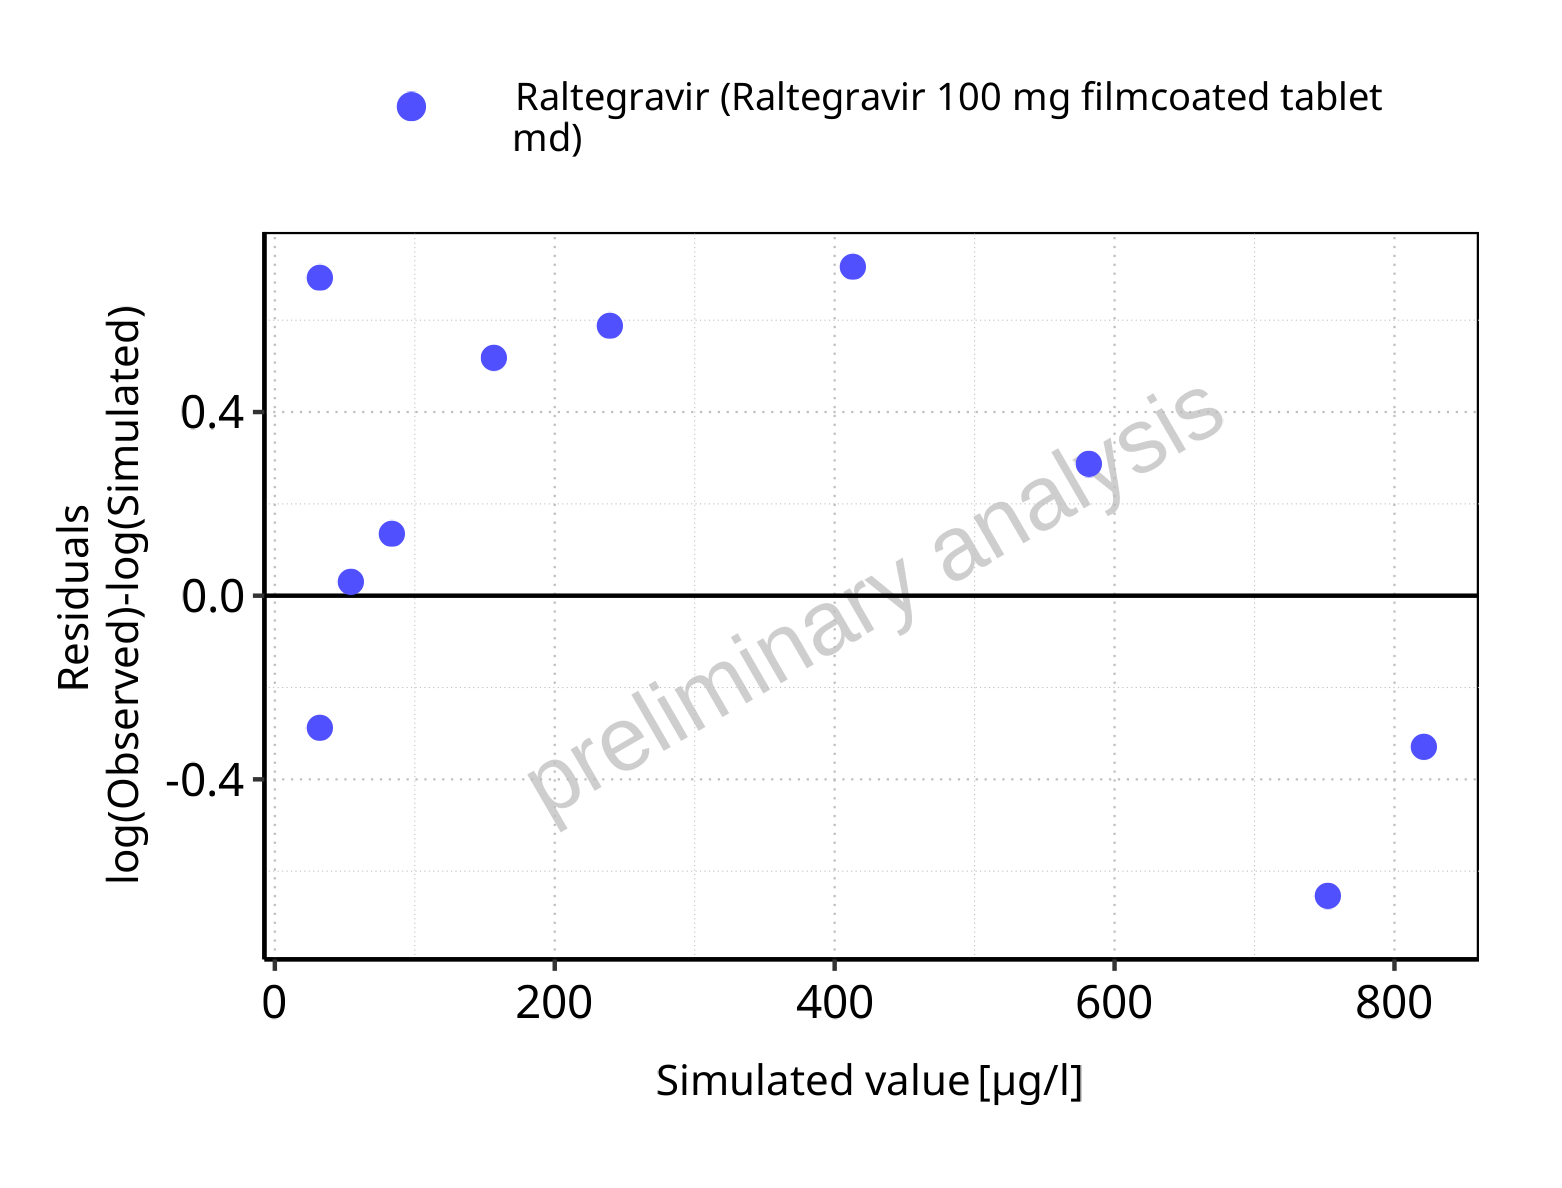 Raltegravir (Raltegravir 100 mg filmcoated tablet
md)
Residuals
log(Observed)-log(Simulated)
0.4
0.0
-0.4
preliminary analysis
0 200 400 600 800
Simulated value [µg/l]